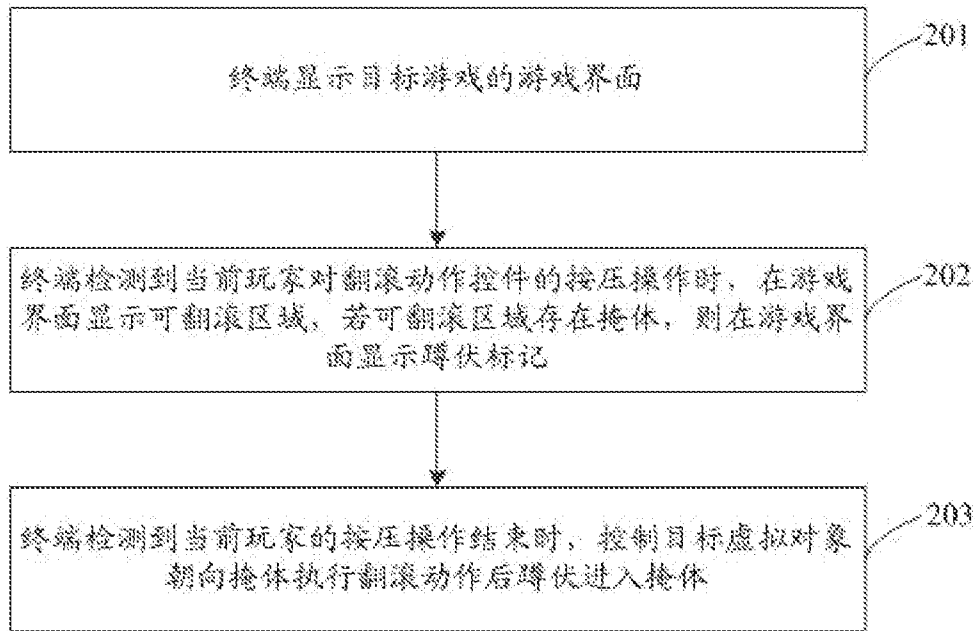 201
终端显示目标游戏的游戏界面
202
终端检测到当前玩家对翻滚动作控件的按压操作时，在游戏
界面显示可翻滚区域，若可翻滚区域存在掩体，则在游戏界
面显示蹲伏标记
203
终端检测到当前玩家的按压操作结束时，控制目标虚拟对象
朝向掩体执行翻滚动作后蹲伏进入掩体